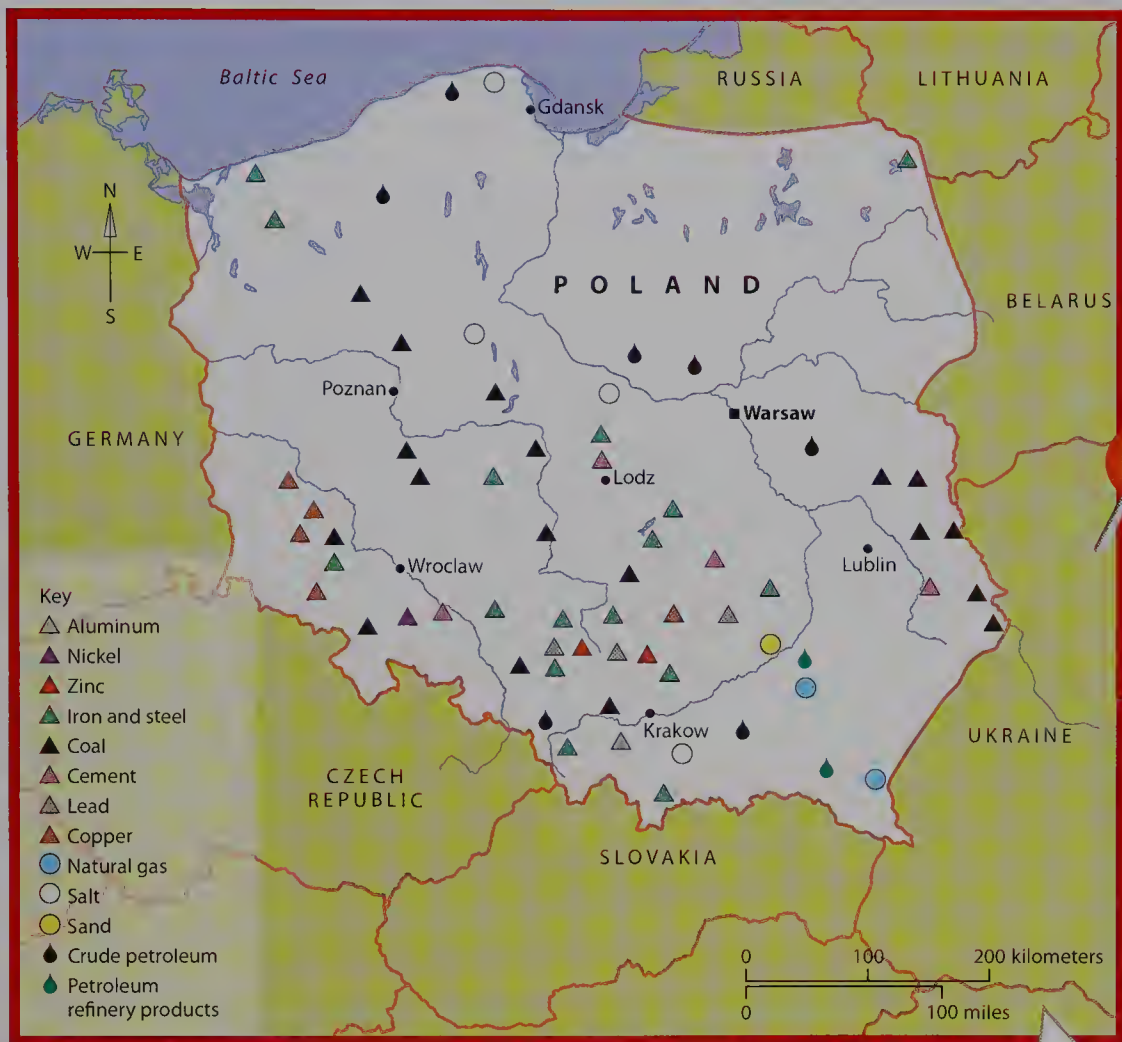 Baltic Sea
RUSSIA
LITHUANIA
Gdansk
N
W E
S
POLAND
BELARUS
Poznan
Warsaw
GERMANY
Lodz
Wroclaw
Lublin
Key
Aluminum
Nickel
Zinc
Iron and steel
Coal
Cement
Lead
Copper
Natural gas
Salt
Sand
Crude petroleum
Petroleum
refinery products
Krakow
UKRAINE
CZECH
REPUBLIC
SLOVAKIA
0 100 200 kilometers
0 100 miles